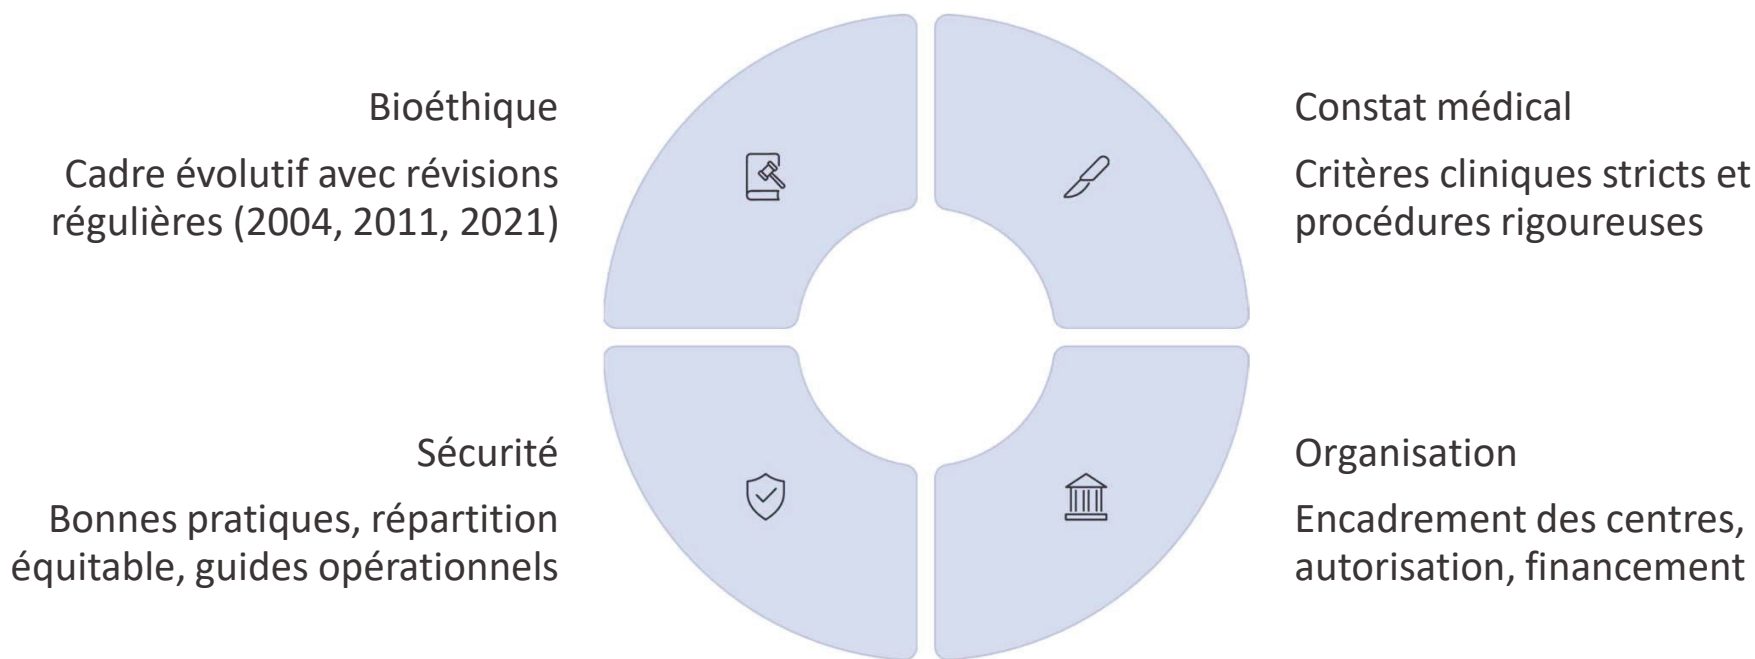 Bioéthique
Cadre évolutif avec révisions
régulières (2004, 2011, 2021)
Constat médical
Critères cliniques stricts et
procédures rigoureuses
Sécurité
Bonnes pratiques, répartition
équitable, guides opérationnels
Organisation
Encadrement des centres,
autorisation, financement